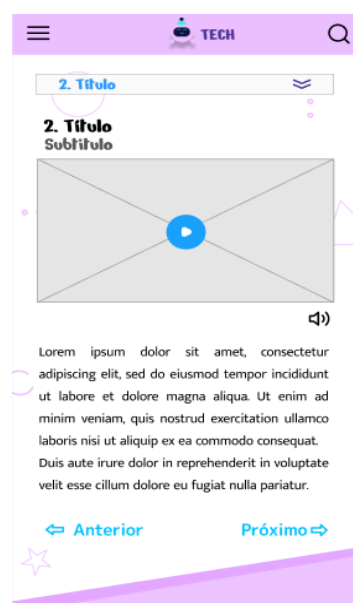 TECH
2. Título
2. Título
Subtitulo
Lorem ipsum dolor sit amet, consectetur
adipiscing elit, sed do eiusmod tempor incididunt
ut labore et dolore magna aliqua. Ut enim ad
minim veniam, quis nostrud exercitation ullamco
laboris nisi ut aliquip ex ea commodo consequat.
Duis aute irure dolor in reprehenderit in voluptate
velit esse cillum dolore eu fugiat nulla pariatur.
Anterior Próximo